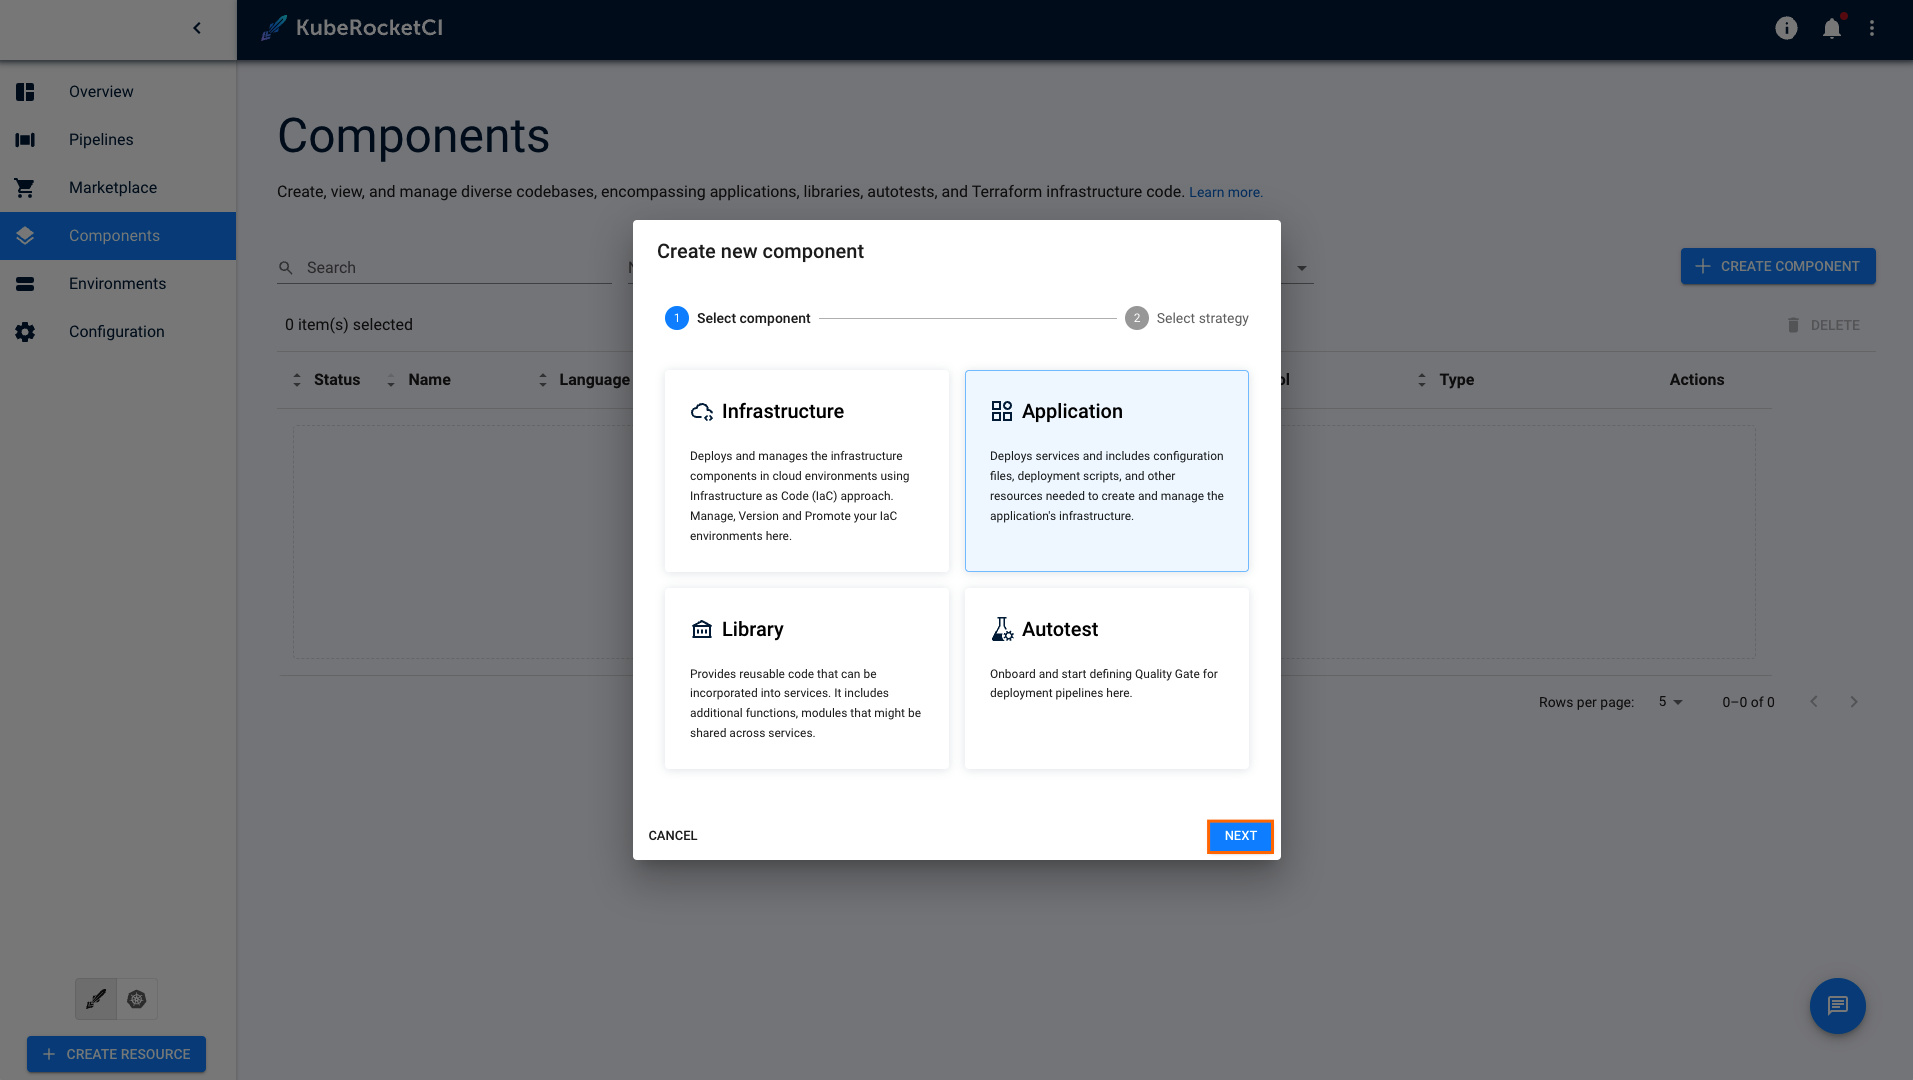 KubeRocketCI
Overview
Pipelines
Marketplace
Components
Environments
Configuration
CREATE RESOURCE
Components
Create, view, and manage diverse codebases, encompassing applications, libraries, autotests, and Terraform infrastructure code. Learn more.
Search
CREATE COMPONENT
0 item(s) selected
DELETE
Status
Name
Language
Type
Actions
Create new component
1 Select component
2 Select strategy
Infrastructure
Deploys and manages the infrastructure
components in cloud environments using
Infrastructure as Code (IaC) approach.
Manage, Version and Promote your IaC
environments here.
Application
Deploys services and includes configuration
files, deployment scripts, and other
resources needed to create and manage the
application's infrastructure.
Library
Provides reusable code that can be
incorporated into services. It includes
additional functions, modules that might be
shared across services.
Autotest
Onboard and start defining Quality Gate for
deployment pipelines here.
CANCEL
NEXT
Rows per page: 5
0–0 of 0